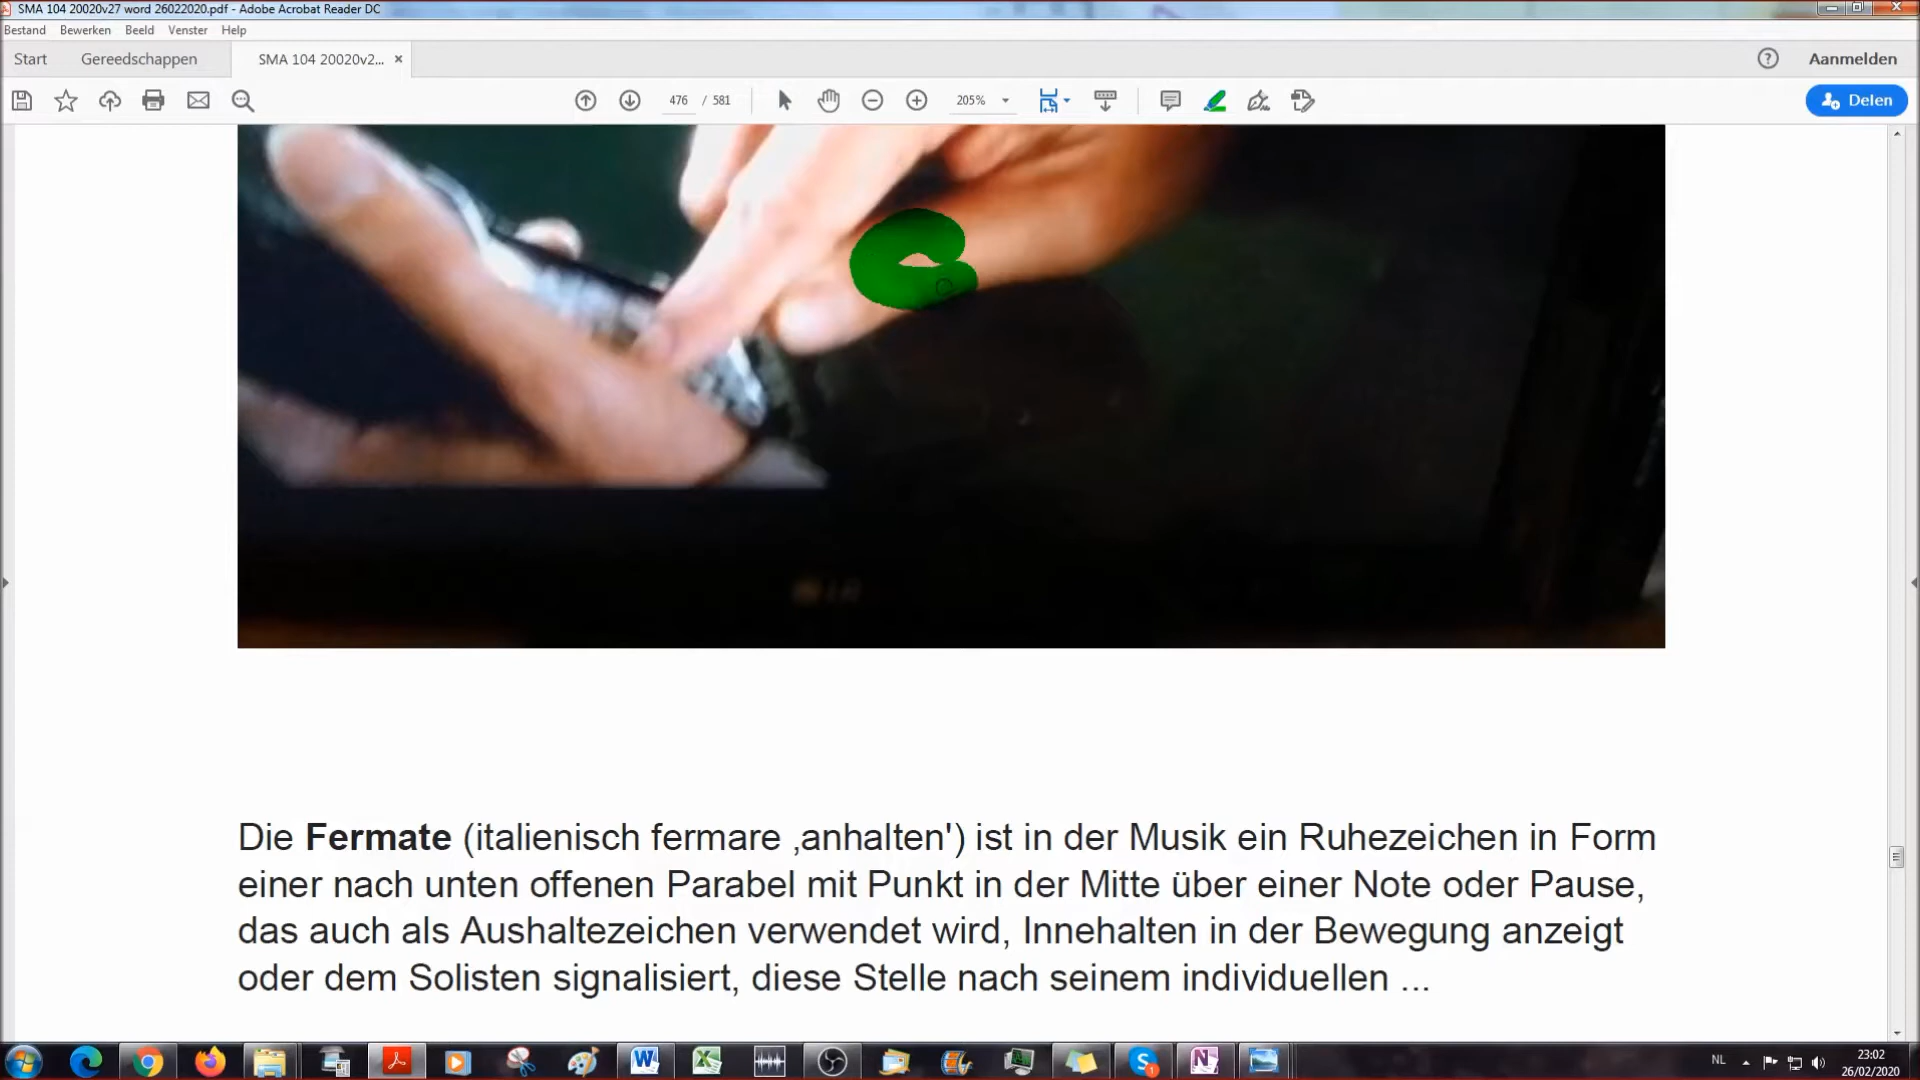 SMA 104 20020v27 word 26022020.pdf - Adobe Acrobat Reader DC
Bestand Bewerken Beeld Venster Help
Start Gereedschappen SMA 104 20020v2... × Aanmelden
476 / 581 205% Delen
Die Fermate (italienisch fermare ‚anhalten') ist in der Musik ein Ruhezeichen in Form
einer nach unten offenen Parabel mit Punkt in der Mitte über einer Note oder Pause,
das auch als Aushaltezeichen verwendet wird, Innehalten in der Bewegung anzeigt
oder dem Solisten signalisiert, diese Stelle nach seinem individuellen ...
NL 23:02
26/02/2020